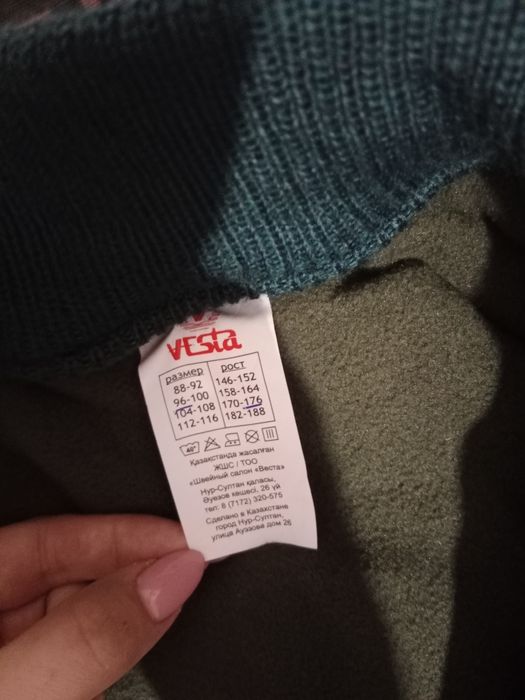 VESta
размер рост
88-92 146-152
96-100 158-164
104-108 170-176
112-116 182-188
40°
Қазақстанда жасалған
ЖШС / ТОО
«Швейный салон «Веста»
Нур-Султан қаласы,
Әуезов көшесі, 26 үй
тел: 8 (7172) 320-575
Сделано в Казахстане
город Нур-Султан,
улица Ауэзова дом 26